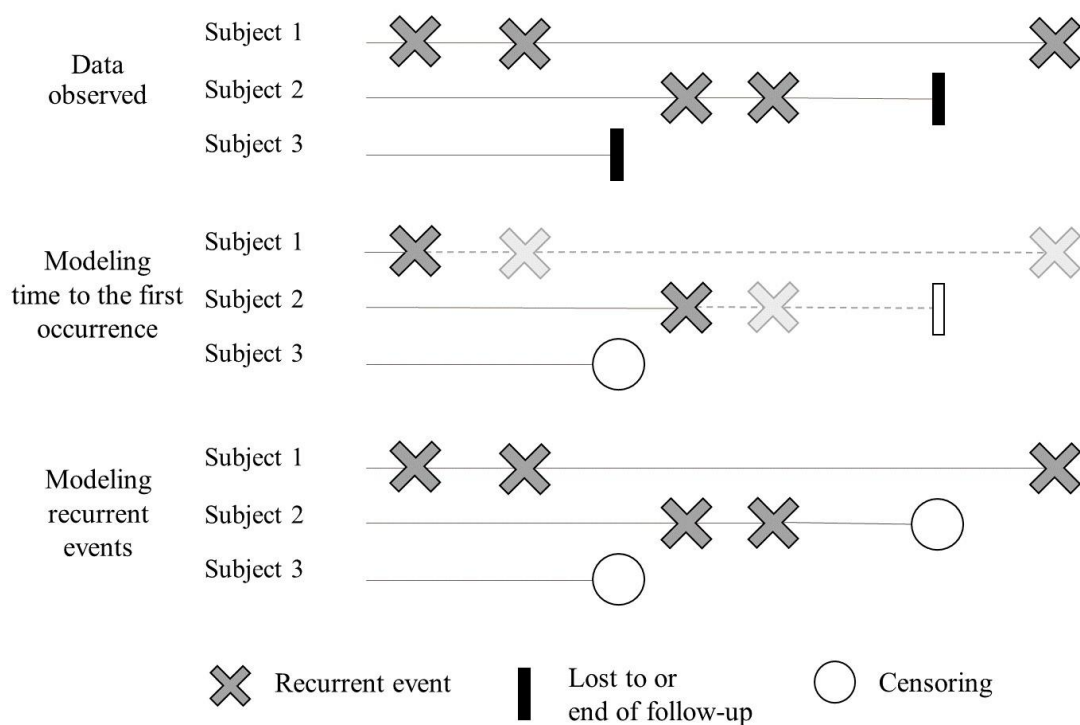 Data
observed
Subject 1
Subject 2
Subject 3
Modeling
time to the first
occurrence
Subject 1
Subject 2
Subject 3
Modeling
recurrent
events
Subject 1
Subject 2
Subject 3
Recurrent event
Lost to or
end of follow-up
Censoring